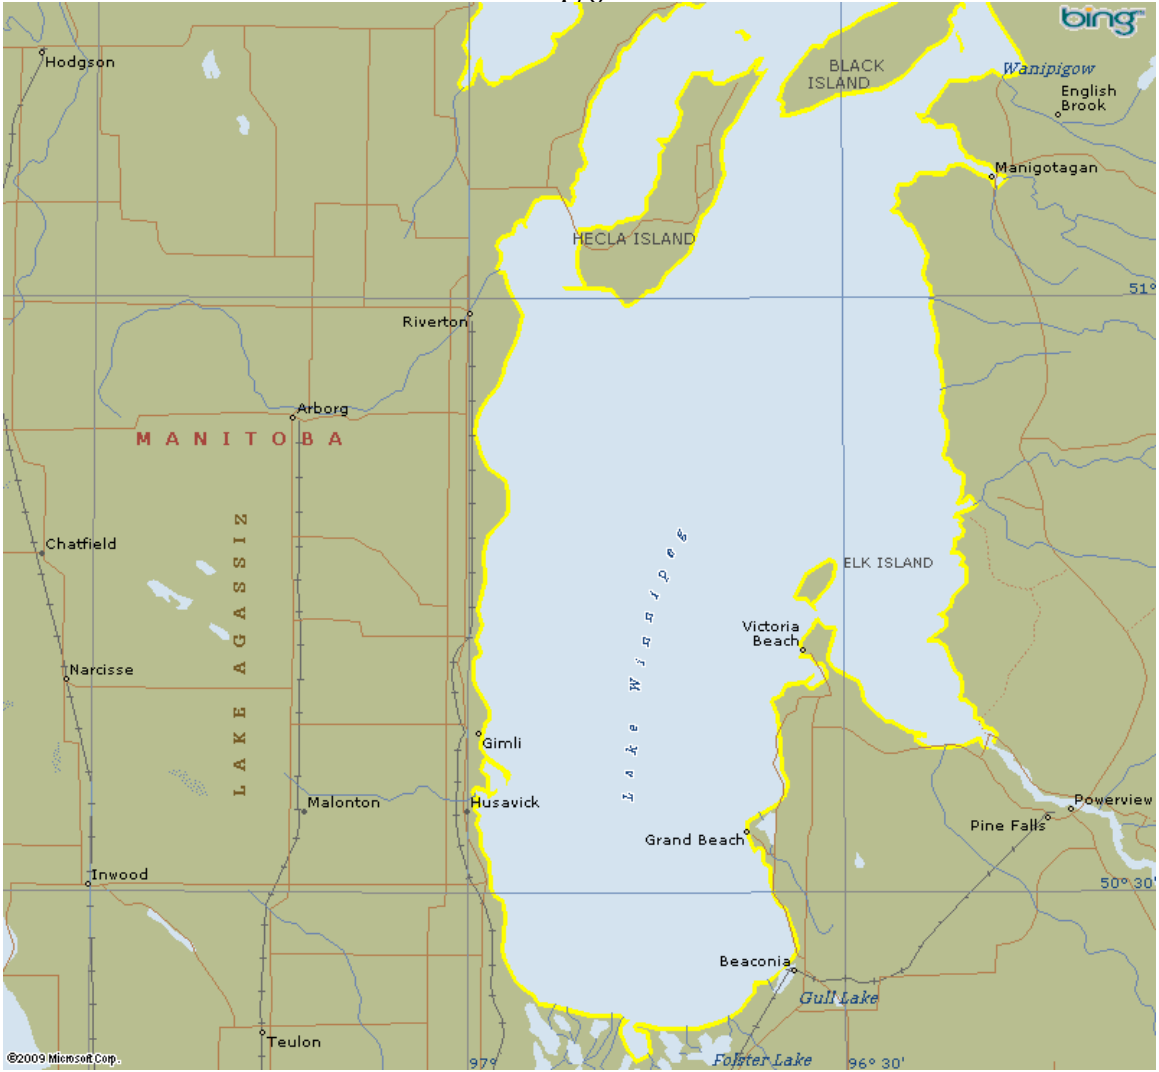 bing
Hodgson
BLACK
ISLAND
Wanipigow
English
Brook
Manigotagan
HECLA ISLAND
51°
Riverton
Arborg
MANITOBA
LAKE AGASSIZ
Chatfield
Lake Winnipeg
ELK ISLAND
Victoria
Beach
Narcisse
Gimli
Malonton
Husavick
Powerview
Pine Falls
Grand Beach
Inwood
50° 30'
Beaconia
Gull Lake
Teulon
©2009 Microsoft Corp.
97°
Folster Lake
96° 30'